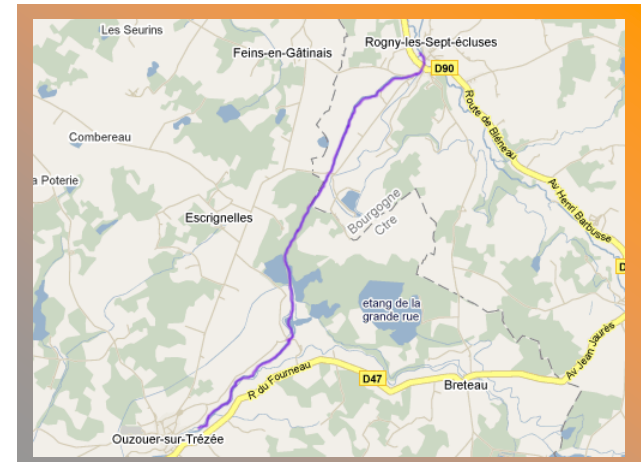 Les Seurins
Rogny-les-Sept-écluses
Feins-en-Gâtinais
D90
Route de Bléneau
Combereau
a Poterie
Av Henri Barbusse
Escrignelles
Bourgogne
Ctre
D
etang de la
grande rue
Av Jean Jaurès
R du Fourneau
D47
Breteau
Ouzouer-sur-Trézée